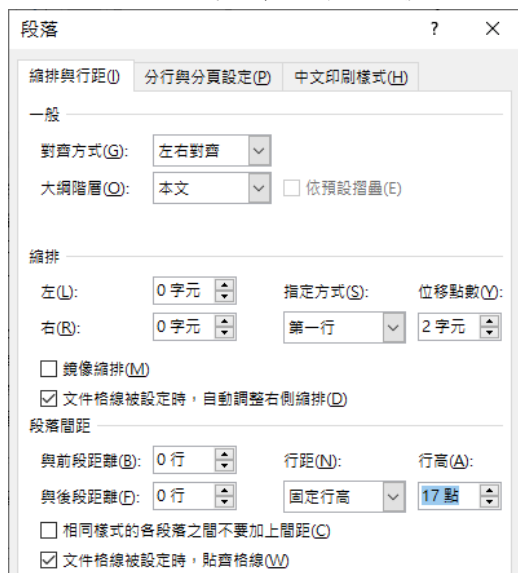 段落 ? ×
縮排與行距(I) 分行與分頁設定(P) 中文印刷樣式(H)
一般
對齊方式(G): 左右對齊
大綱階層(O): 本文 依預設摺疊(E)
縮排
左(L): 0 字元 指定方式(S): 位移點數(Y):
右(R): 0 字元 第一行 2 字元
鏡像縮排(M)
文件格線被設定時，自動調整右側縮排(D)
段落間距
與前段距離(B): 0 行 行距(N): 行高(A):
與後段距離(F): 0 行 固定行高 17 點
相同樣式的各段落之間不要加上間距(C)
文件格線被設定時，貼齊格線(W)